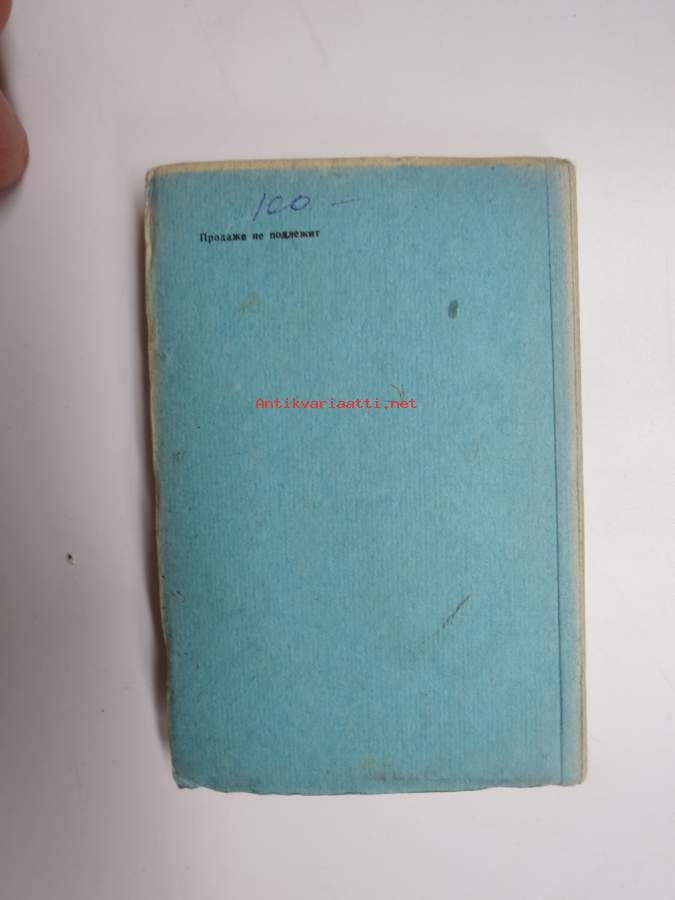 100 –
Продаже не подлежит
Antikvariaatti.net